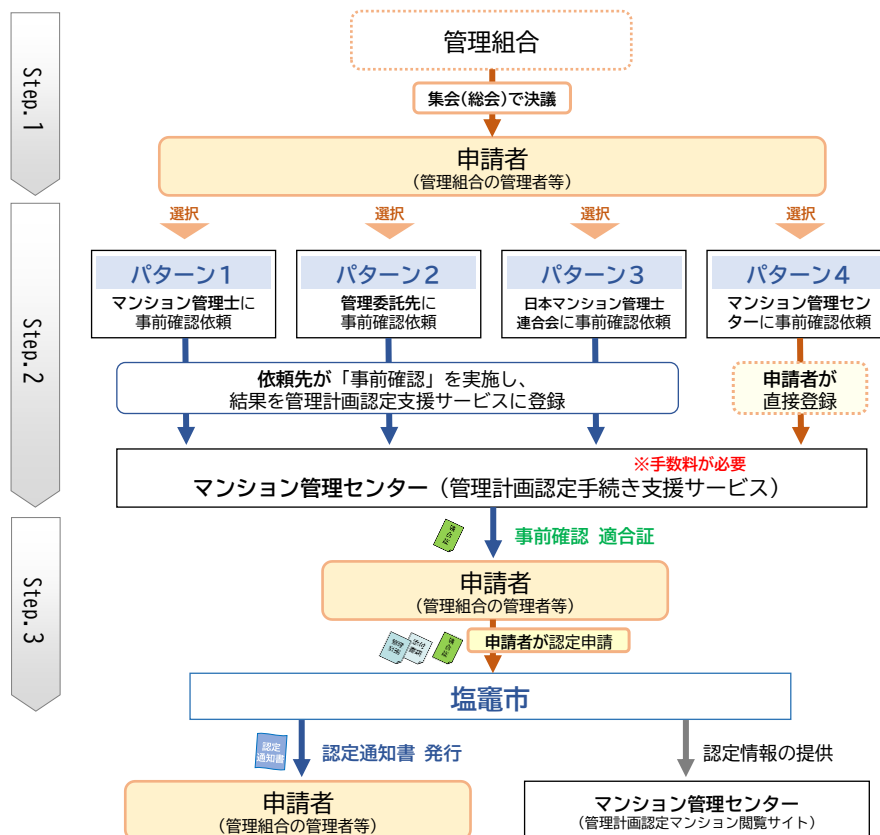 Step.1
管理組合
集会(総会)で決議
申請者
(管理組合の管理者等)
Step.2
選択
選択
選択
選択
パターン1
マンション管理士に
事前確認依頼
パターン2
管理委託先に
事前確認依頼
パターン3
日本マンション管理士
連合会に事前確認依頼
パターン4
マンション管理セン
ターに事前確認依頼
依頼先が「事前確認」を実施し、
結果を管理計画認定支援サービスに登録
申請者が
直接登録
※手数料が必要
マンション管理センター(管理計画認定手続き支援サービス)
Step.3
適合証
事前確認 適合証
申請者
(管理組合の管理者等)
添付
書類
適合証
申請者が認定申請
塩竈市
認定
通知書
認定通知書 発行
認定情報の提供
申請者
(管理組合の管理者等)
マンション管理センター
(管理計画認定マンション閲覧サイト)